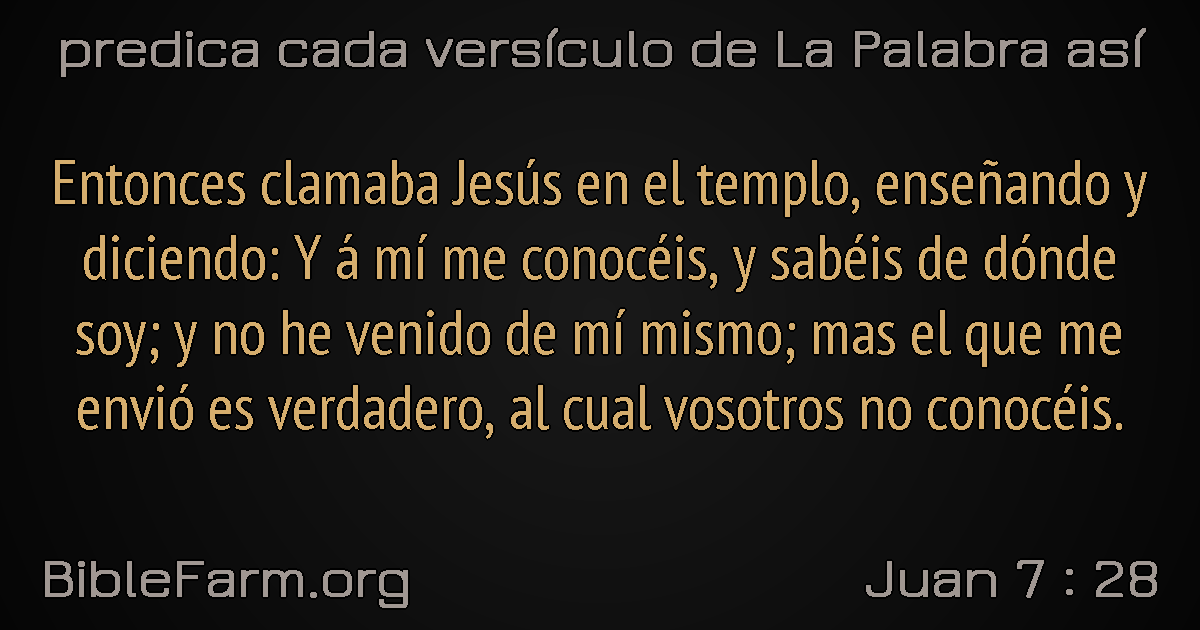 predica cada versículo de La Palabra así
Entonces clamaba Jesús en el templo, enseñando y
diciendo: Y á mí me conocéis, y sabéis de dónde
soy; y no he venido de mí mismo; mas el que me
envió es verdadero, al cual vosotros no conocéis.
BibleFarm.org
Juan 7 : 28